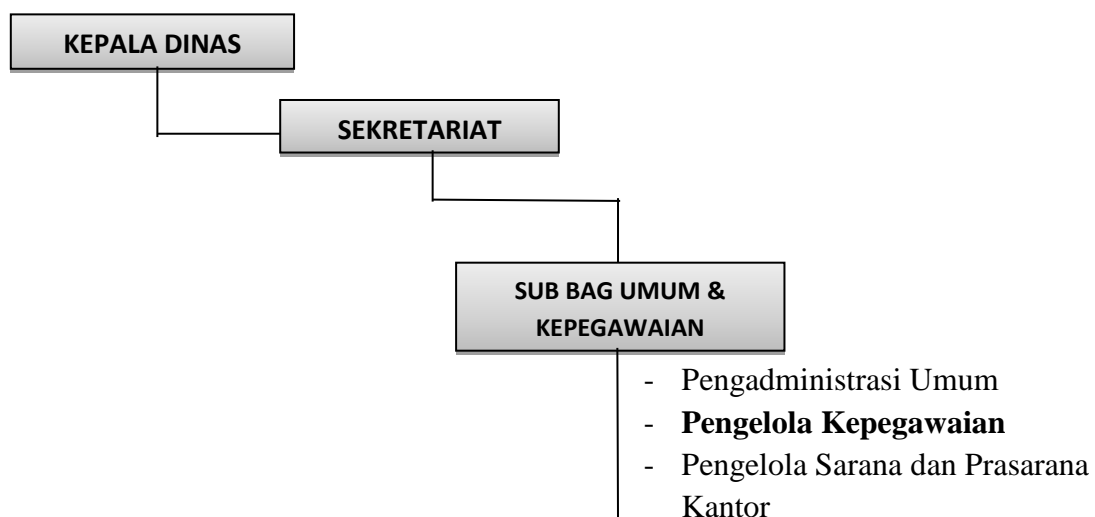 KEPALA DINAS
SEKRETARIAT
SUB BAG UMUM &
KEPEGAWAIAN
- Pengadministrasi Umum
- Pengelola Kepegawaian
- Pengelola Sarana dan Prasarana
Kantor